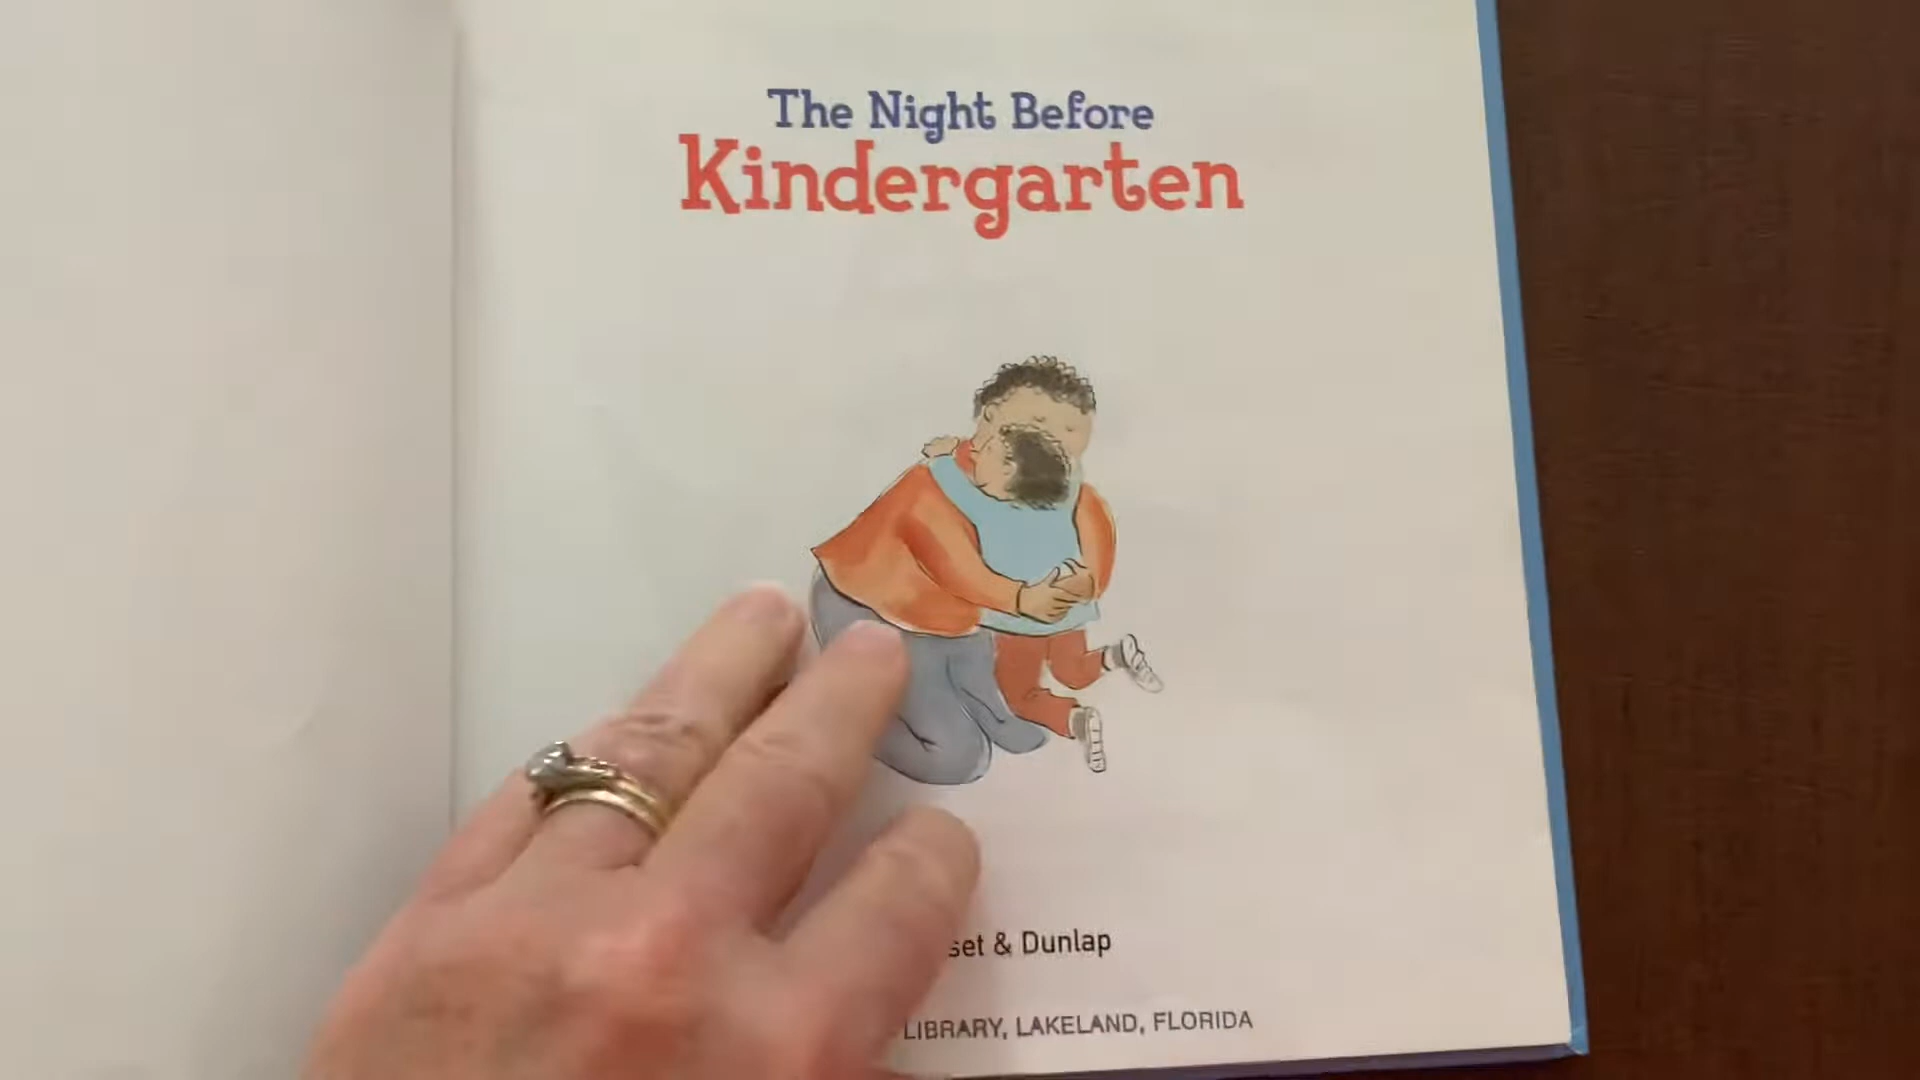 The Night Before
Kindergarten
set & Dunlap
LIBRARY, LAKELAND, FLORIDA